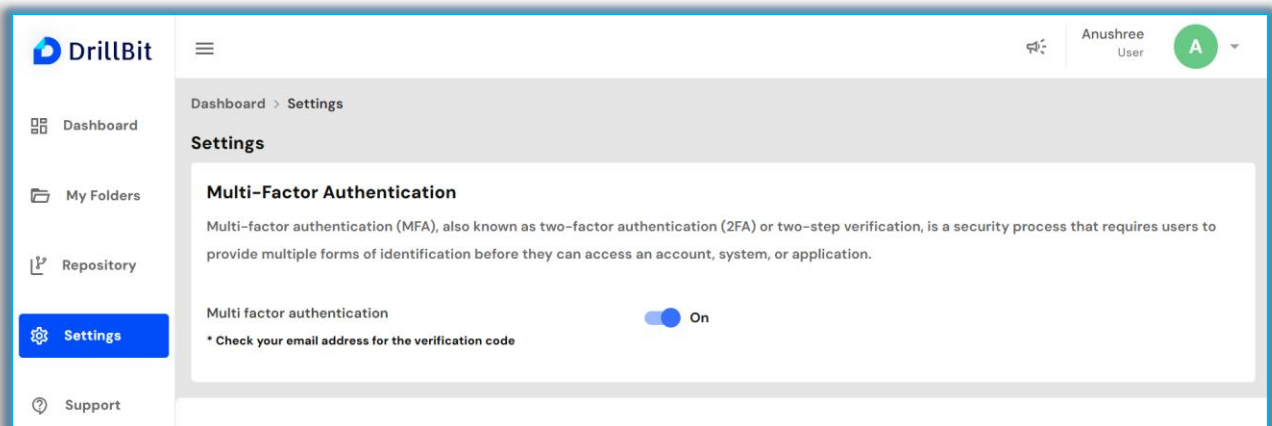 DrillBit
Anushree
User
A
Dashboard
My Folders
Repository
Settings
Support
Dashboard > Settings
Settings
Multi-Factor Authentication
Multi-factor authentication (MFA), also known as two-factor authentication (2FA) or two-step verification, is a security process that requires users to
provide multiple forms of identification before they can access an account, system, or application.
Multi factor authentication
On
* Check your email address for the verification code